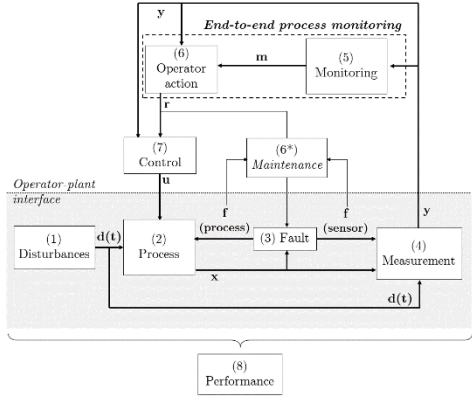 y
End-to-end process monitoring
(6)
Operator
action
m
(5)
Monitoring
r
(7)
Control
(6*)
Maintenance
u
Operator-plant
interface
f
(process)
f
(sensor)
y
(1)
Disturbances
d(t)
(2)
Process
(3) Fault
(4)
Measurement
x
d(t)
(8)
Performance